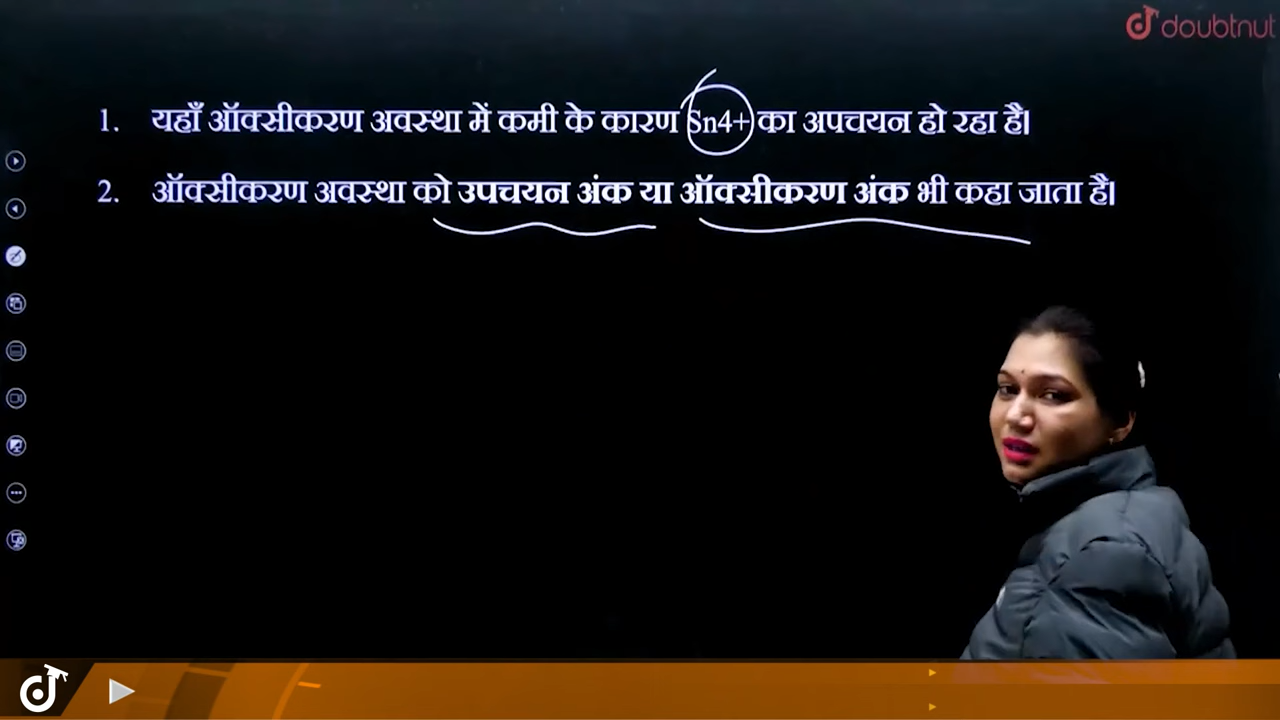 doubtnut
1. यहाँ ऑक्सीकरण अवस्था में कमी के कारण Sn4+ का अपचयन हो रहा है।
2. ऑक्सीकरण अवस्था को उपचयन अंक या ऑक्सीकरण अंक भी कहा जाता है।